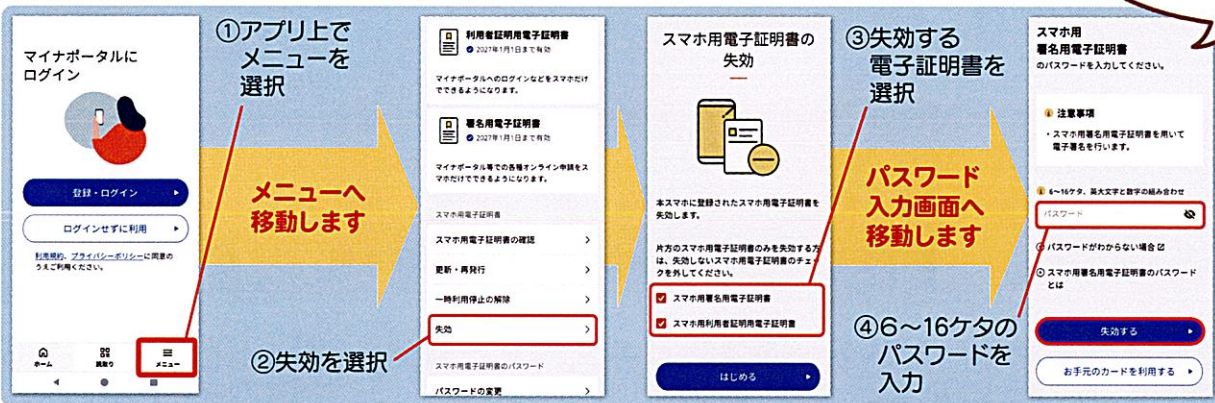 マイナポータルに
ログイン
登録・ログイン
ログインせずに利用
利用規約、プライバシーポリシーに同意の
うえご利用ください。
ホーム
読取り
メニュー
①アプリ上で
メニューを
選択
メニューへ
移動します
利用者証明用電子証明書
2027年1月1日まで有効
マイナポータルへのログインなどをスマホだけ
でできるようになります。
署名用電子証明書
2027年1月1日まで有効
マイナポータル等での各種オンライン申請をス
マホだけでできるようになります。
スマホ用電子証明書
スマホ用電子証明書の確認
更新・再発行
一時利用停止の解除
失効
スマホ用電子証明書のパスワード
パスワードの変更
②失効を選択
スマホ用電子証明書の
失効
本スマホに登録されたスマホ用電子証明書を
失効します。
片方のスマホ用電子証明書のみを失効する方
は、失効しないスマホ用電子証明書のチェッ
クを外してください。
スマホ用署名用電子証明書
スマホ用利用者証明用電子証明書
はじめる
③失効する
電子証明書を
選択
パスワード
入力画面へ
移動します
④6〜16ケタの
パスワードを
入力
スマホ用
署名用電子証明書
のパスワードを入力してください。
注意事項
・スマホ用署名用電子証明書を用いて
電子署名を行います。
6〜16ケタ、英大文字と数字の組み合わせ
パスワード
パスワードがわからない場合
スマホ用署名用電子証明書のパスワード
とは
失効する
お手元のカードを利用する